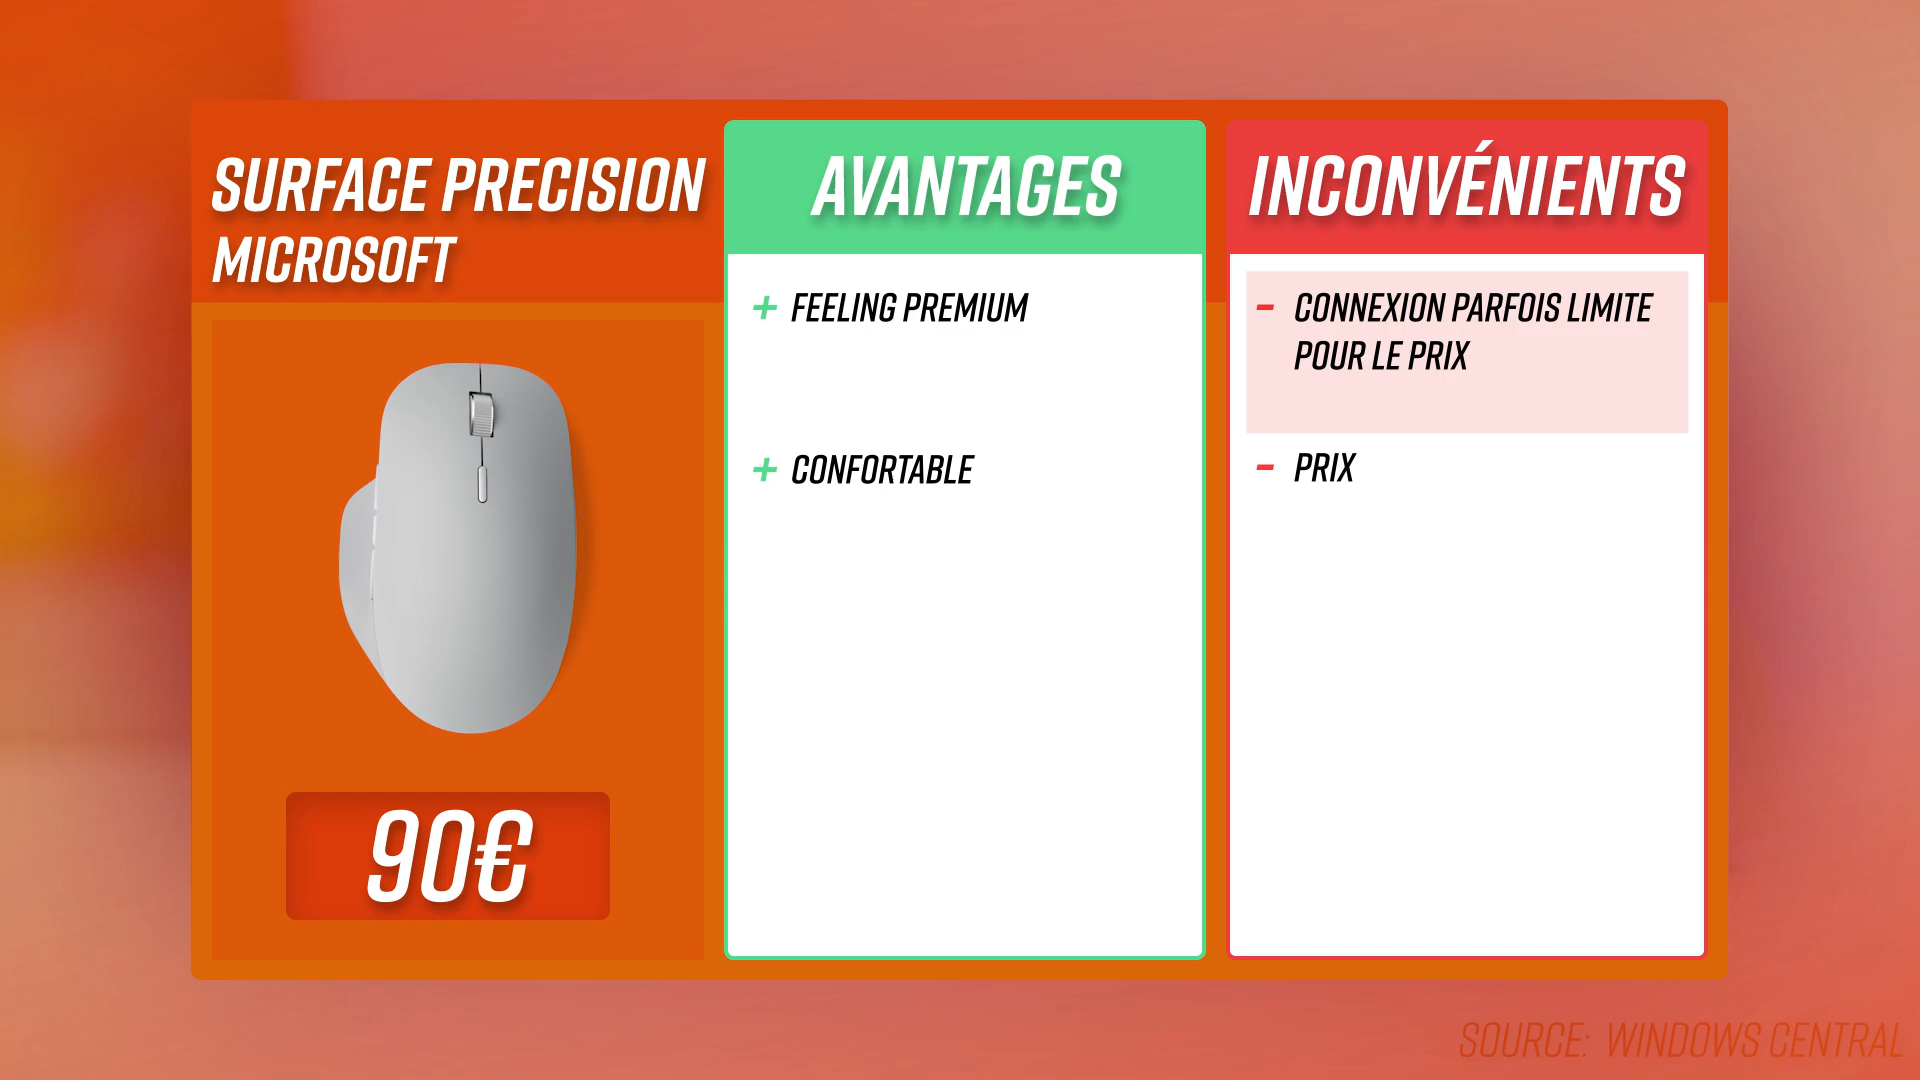 SURFACE PRECISION
MICROSOFT
90€
AVANTAGES
+ FEELING PREMIUM
+ CONFORTABLE
INCONVÉNIENTS
- CONNEXION PARFOIS LIMITE
POUR LE PRIX
- PRIX
SOURCE: WINDOWS CENTRAL